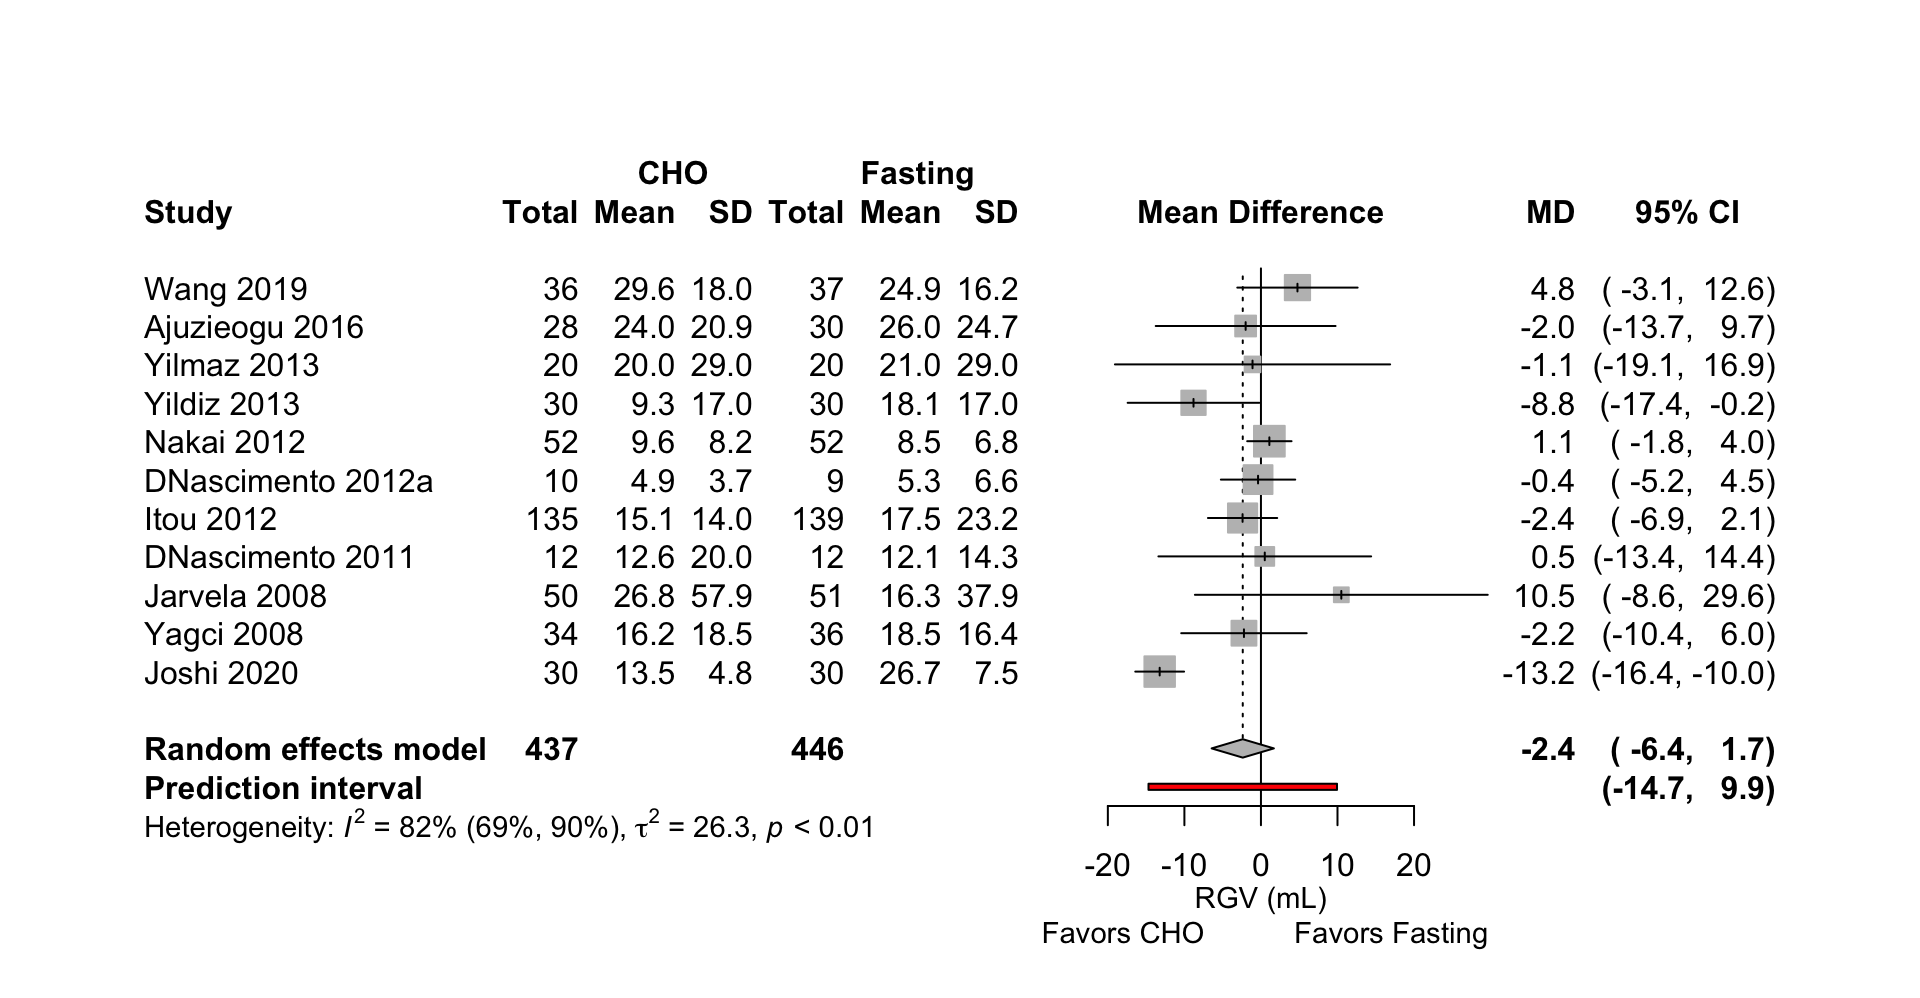 CHO Fasting
Study Total Mean SD Total Mean SD Mean Difference MD 95% CI
Wang 2019 36 29.6 18.0 37 24.9 16.2 4.8 ( -3.1, 12.6)
Ajuzieogu 2016 28 24.0 20.9 30 26.0 24.7 -2.0 (-13.7, 9.7)
Yilmaz 2013 20 20.0 29.0 20 21.0 29.0 -1.1 (-19.1, 16.9)
Yildiz 2013 30 9.3 17.0 30 18.1 17.0 -8.8 (-17.4, -0.2)
Nakai 2012 52 9.6 8.2 52 8.5 6.8 1.1 ( -1.8, 4.0)
DNascimento 2012a 10 4.9 3.7 9 5.3 6.6 -0.4 ( -5.2, 4.5)
Itou 2012 135 15.1 14.0 139 17.5 23.2 -2.4 ( -6.9, 2.1)
DNascimento 2011 12 12.6 20.0 12 12.1 14.3 0.5 (-13.4, 14.4)
Jarvela 2008 50 26.8 57.9 51 16.3 37.9 10.5 ( -8.6, 29.6)
Yagci 2008 34 16.2 18.5 36 18.5 16.4 -2.2 (-10.4, 6.0)
Joshi 2020 30 13.5 4.8 30 26.7 7.5 -13.2 (-16.4, -10.0)
Random effects model 437 446 -2.4 ( -6.4, 1.7)
Prediction interval (-14.7, 9.9)
Heterogeneity: I² = 82% (69%, 90%), τ² = 26.3, p < 0.01
-20 -10 0 10 20
RGV (mL)
Favors CHO Favors Fasting